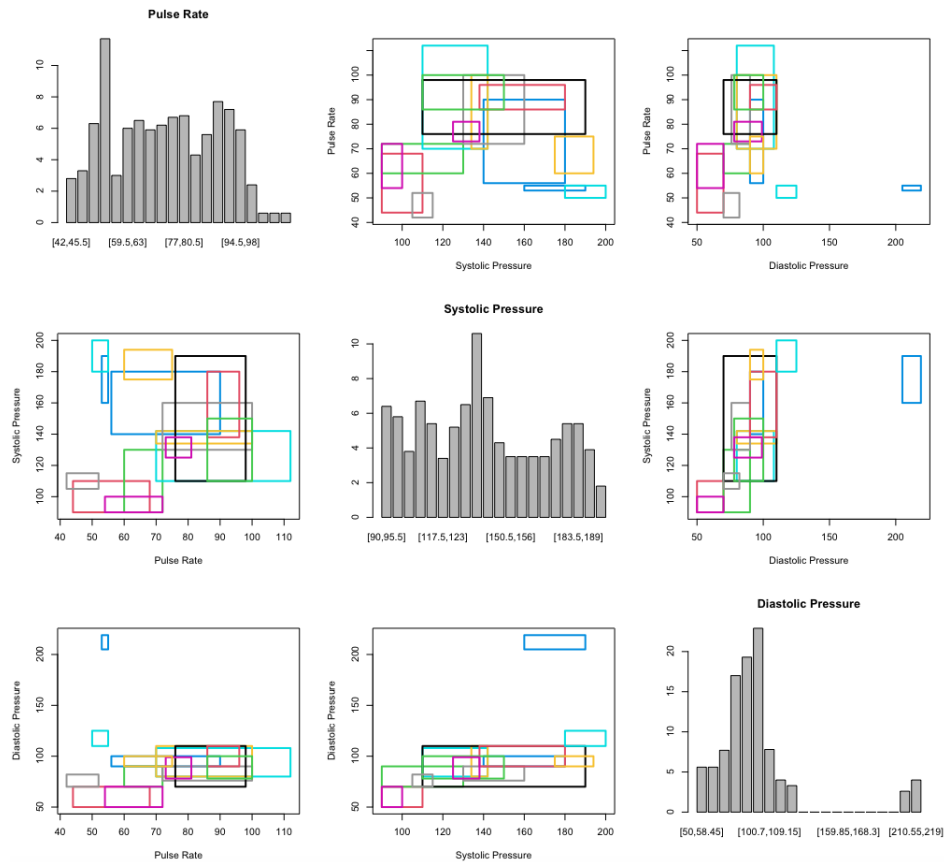 Pulse Rate
0 2 4 6 8 10
[42,45.5] [59.5,63] [77,80.5] [94.5,98]
Pulse Rate
40 50 60 70 80 90 100
100 120 140 160 180 200
Systolic Pressure
Pulse Rate
40 50 60 70 80 90 100
50 100 150 200
Diastolic Pressure
Systolic Pressure
100 120 140 160 180 200
40 50 60 70 80 90 100 110
Pulse Rate
Systolic Pressure
0 2 4 6 8 10
[90,95.5] [117.5,123] [150.5,156] [183.5,189]
Systolic Pressure
100 120 140 160 180 200
50 100 150 200
Diastolic Pressure
Diastolic Pressure
50 100 150 200
40 50 60 70 80 90 100 110
Pulse Rate
Diastolic Pressure
50 100 150 200
100 120 140 160 180 200
Systolic Pressure
Diastolic Pressure
0 5 10 15 20
[50,58.45] [100.7,109.15] [159.85,168.3] [210.55,219]